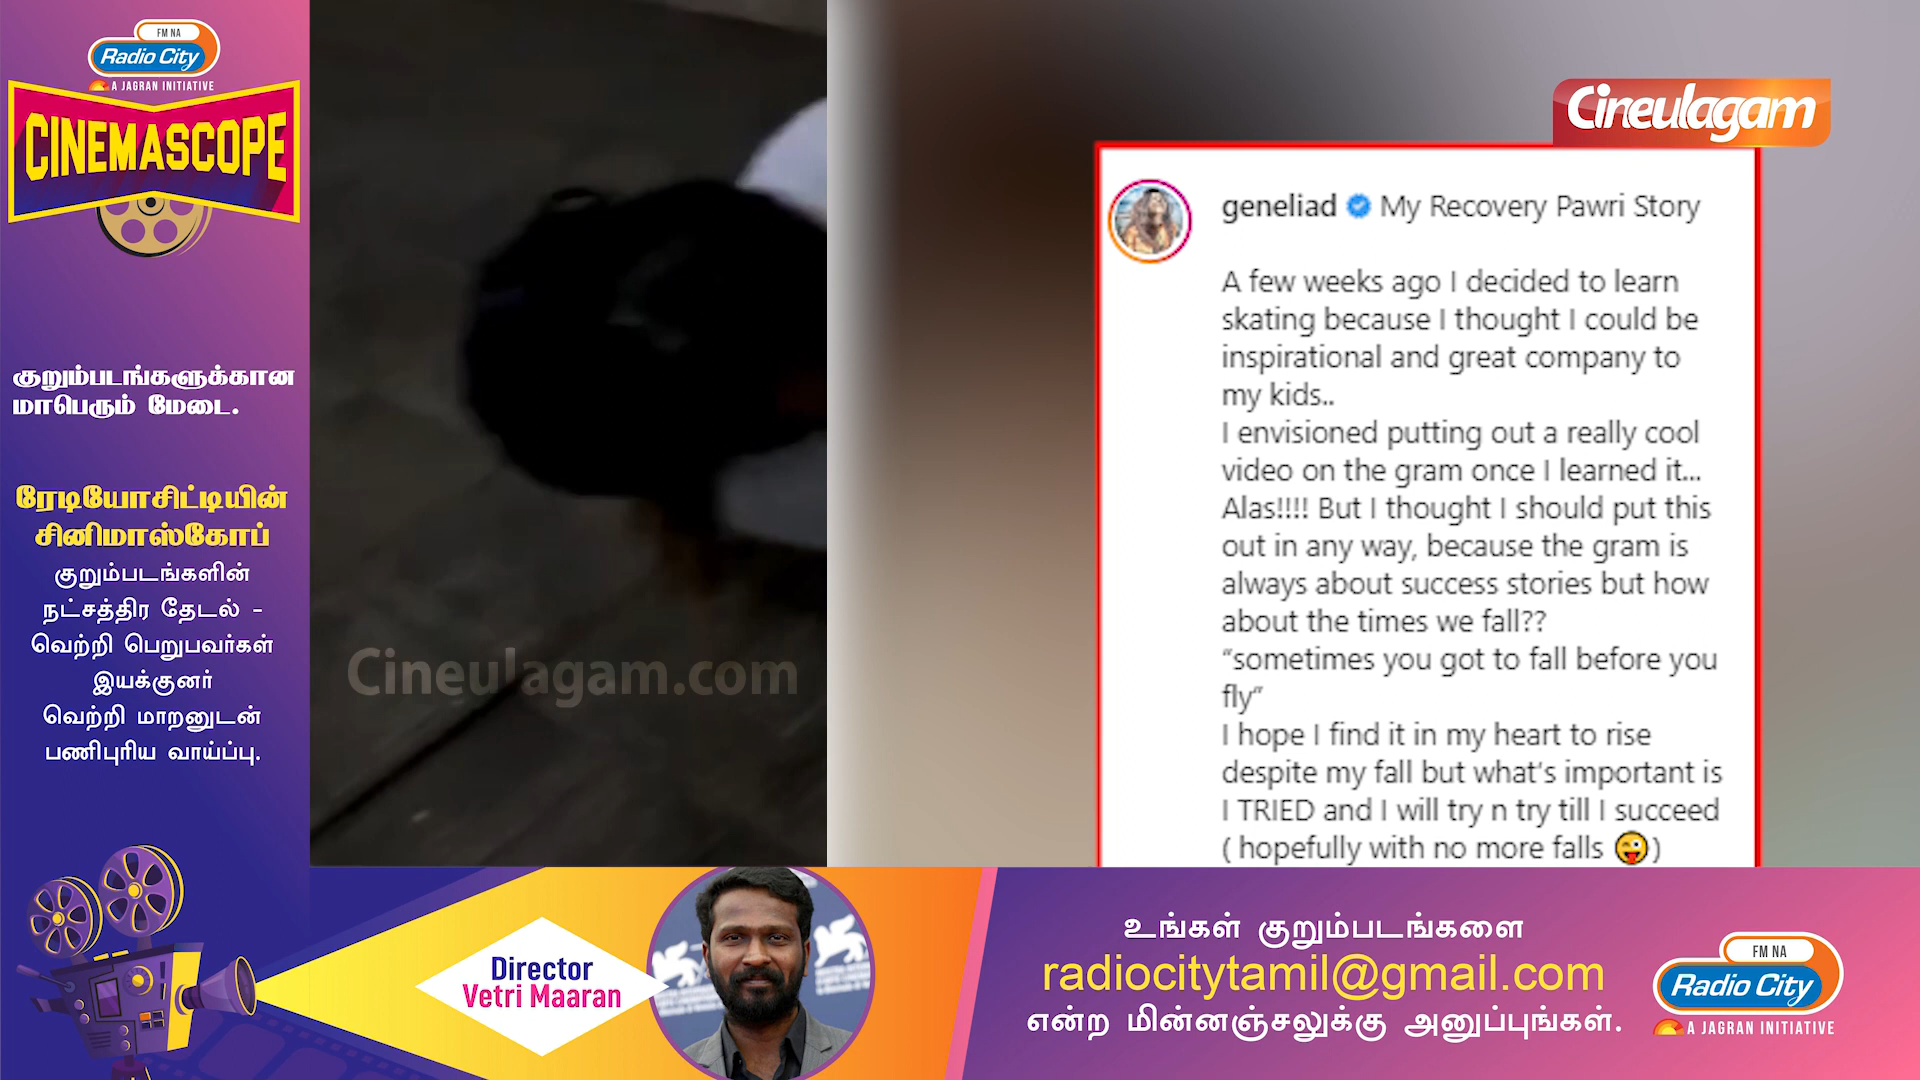 FM NA
Radio City
A JAGRAN INITIATIVE
CINEMASCOPE
குறும்படங்களுக்கான
மாபெரும் மேடை.
ரேடியோசிட்டியின்
சினிமாஸ்கோப்
குறும்படங்களின்
நட்சத்திர தேடல் -
வெற்றி பெறுபவர்கள்
இயக்குனர்
வெற்றி மாறனுடன்
பணிபுரிய வாய்ப்பு.
Cineulagam.com
Cineulagam
geneliad My Recovery Pawri Story
A few weeks ago I decided to learn
skating because I thought I could be
inspirational and great company to
my kids..
I envisioned putting out a really cool
video on the gram once I learned it...
Alas!!!! But I thought I should put this
out in any way, because the gram is
always about success stories but how
about the times we fall??
“sometimes you got to fall before you
fly”
I hope I find it in my heart to rise
despite my fall but what’s important is
I TRIED and I will try n try till I succeed
( hopefully with no more falls 😜)
Director
Vetri Maaran
உங்கள் குறும்படங்களை
radiocitytamil@gmail.com
என்ற மின்னஞ்சலுக்கு அனுப்புங்கள்.
FM NA
Radio City
A JAGRAN INITIATIVE